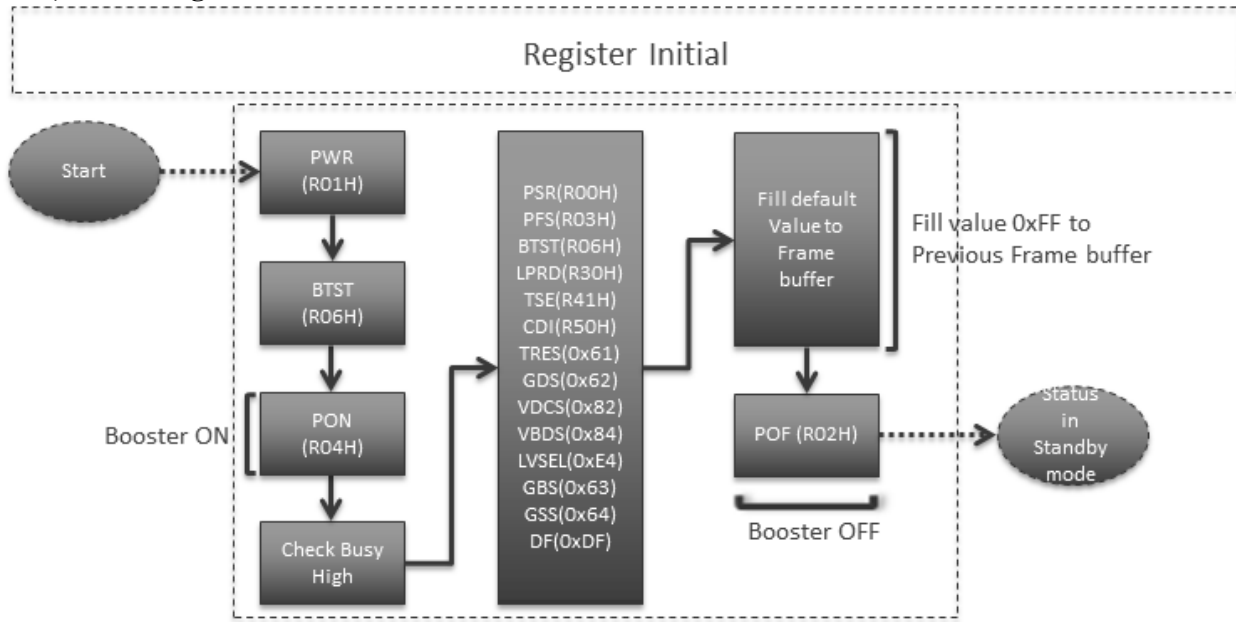 Register Initial
Start
PWR
(R01H)
BTST
(R06H)
Booster ON
PON
(R04H)
Check Busy
High
PSR(R00H)
PFS(R03H)
BTST(R06H)
LPRD(R30H)
TSE(R41H)
CDI(R50H)
TRES(0x61)
GDS(0x62)
VDCS(0x82)
VBDS(0x84)
LVSEL(0xE4)
GBS(0x63)
GSS(0x64)
DF(0xDF)
Fill default
Value to
Frame
buffer
Fill value 0xFF to
Previous Frame buffer
POF (R02H)
Booster OFF
Status
in
Standby
mode